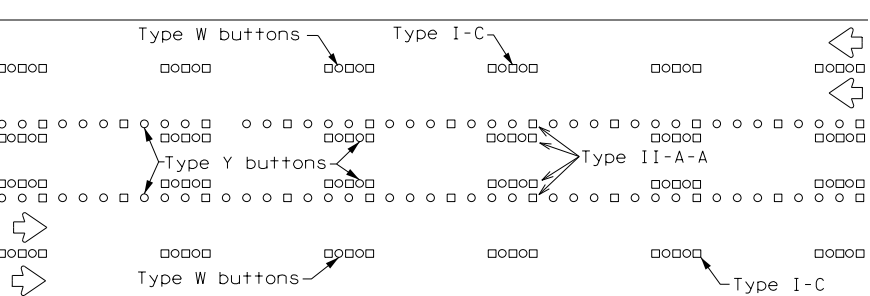 Type W buttons
Type I-C
Type Y buttons
Type II-A-A
Type W buttons
Type I-C